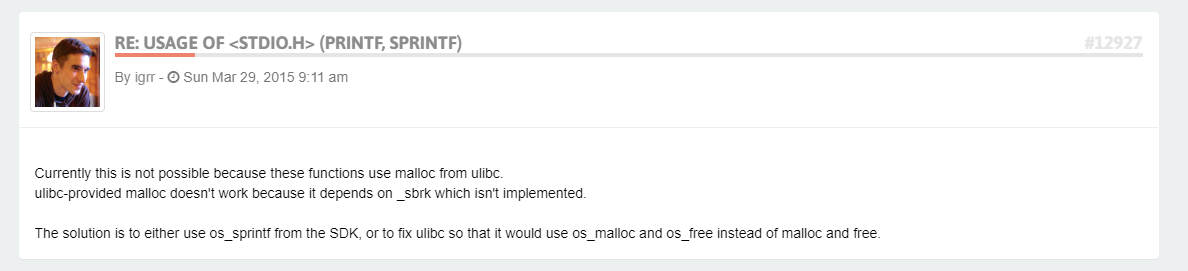 RE: USAGE OF <STDIO.H> (PRINTF, SPRINTF)
#12927
By igrr - Sun Mar 29, 2015 9:11 am
Currently this is not possible because these functions use malloc from ulibc.
ulibc-provided malloc doesn't work because it depends on _sbrk which isn't implemented.
The solution is to either use os_sprintf from the SDK, or to fix ulibc so that it would use os_malloc and os_free instead of malloc and free.